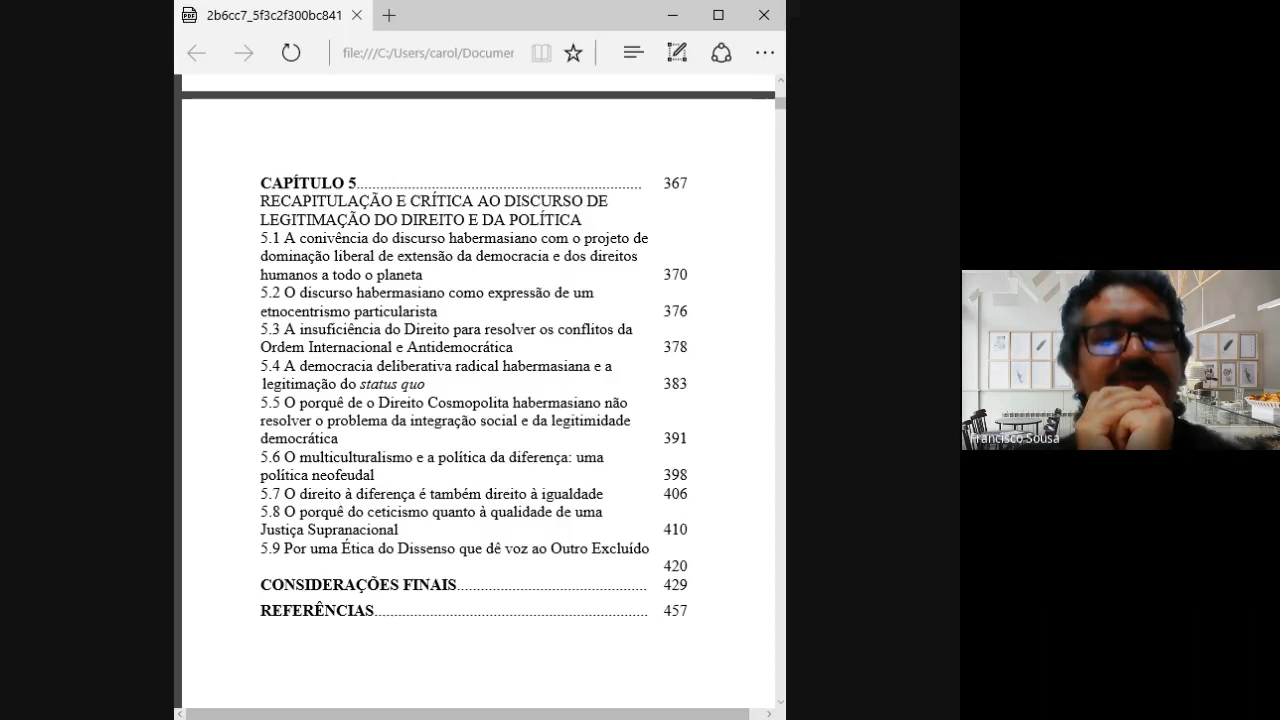 2b6cc7_5f3c2f300bc841
file:///C:/Users/carol/Documer
CAPÍTULO 5 367
RECAPITULAÇÃO E CRÍTICA AO DISCURSO DE
LEGITIMAÇÃO DO DIREITO E DA POLÍTICA
5.1 A conivência do discurso habermasiano com o projeto de
dominação liberal de extensão da democracia e dos direitos
humanos a todo o planeta 370
5.2 O discurso habermasiano como expressão de um
etnocentrismo particularista 376
5.3 A insuficiência do Direito para resolver os conflitos da
Ordem Internacional e Antidemocrática 378
5.4 A democracia deliberativa radical habermasiana e a
legitimação do status quo 383
5.5 O porquê de o Direito Cosmopolita habermasiano não
resolver o problema da integração social e da legitimidade
democrática 391
5.6 O multiculturalismo e a política da diferença: uma
política neofeudal 398
5.7 O direito à diferença é também direito à igualdade 406
5.8 O porquê do ceticismo quanto à qualidade de uma
Justiça Supranacional 410
5.9 Por uma Ética do Dissenso que dê voz ao Outro Excluído
420
CONSIDERAÇÕES FINAIS 429
REFERÊNCIAS 457
Francisco Sousa